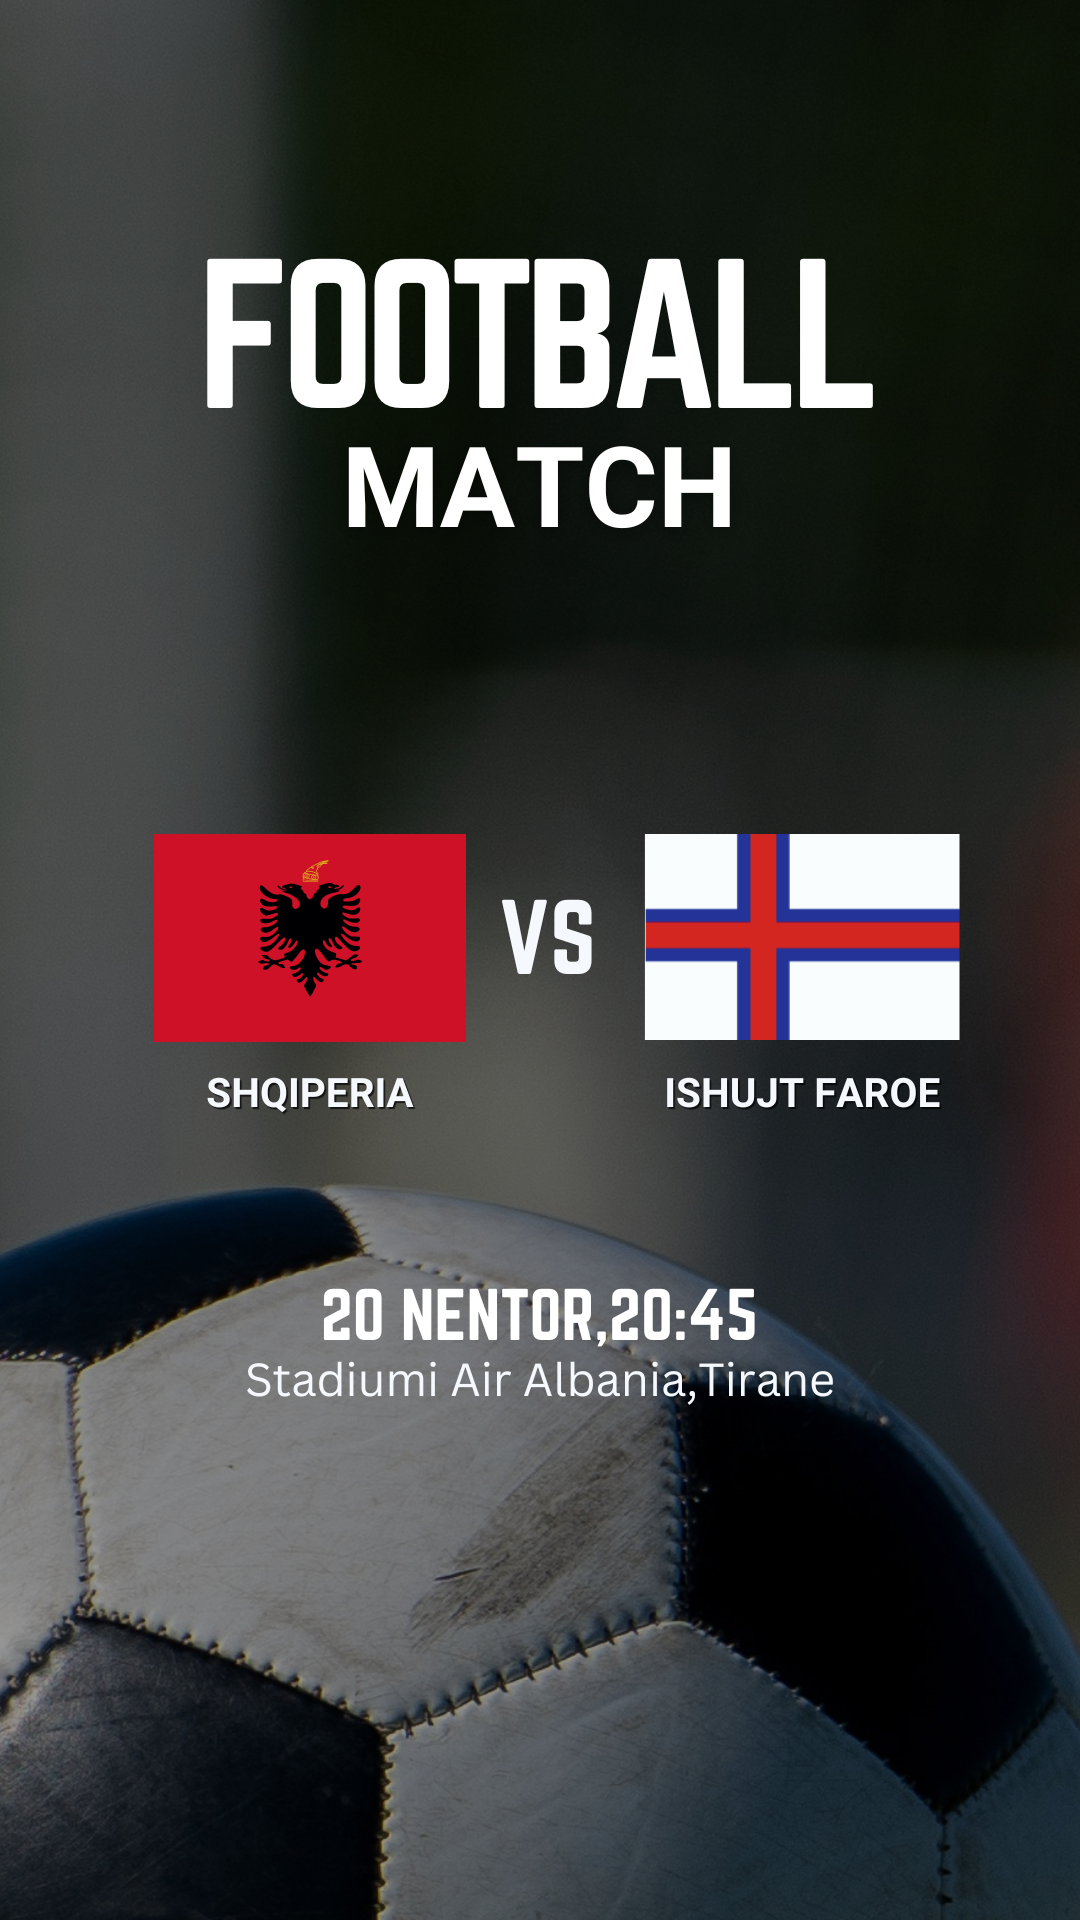 FOOTBALL
MATCH
VS
SHQIPERIA
ISHUJT FAROE
20 NENTOR,20:45
Stadiumi Air Albania,Tirane